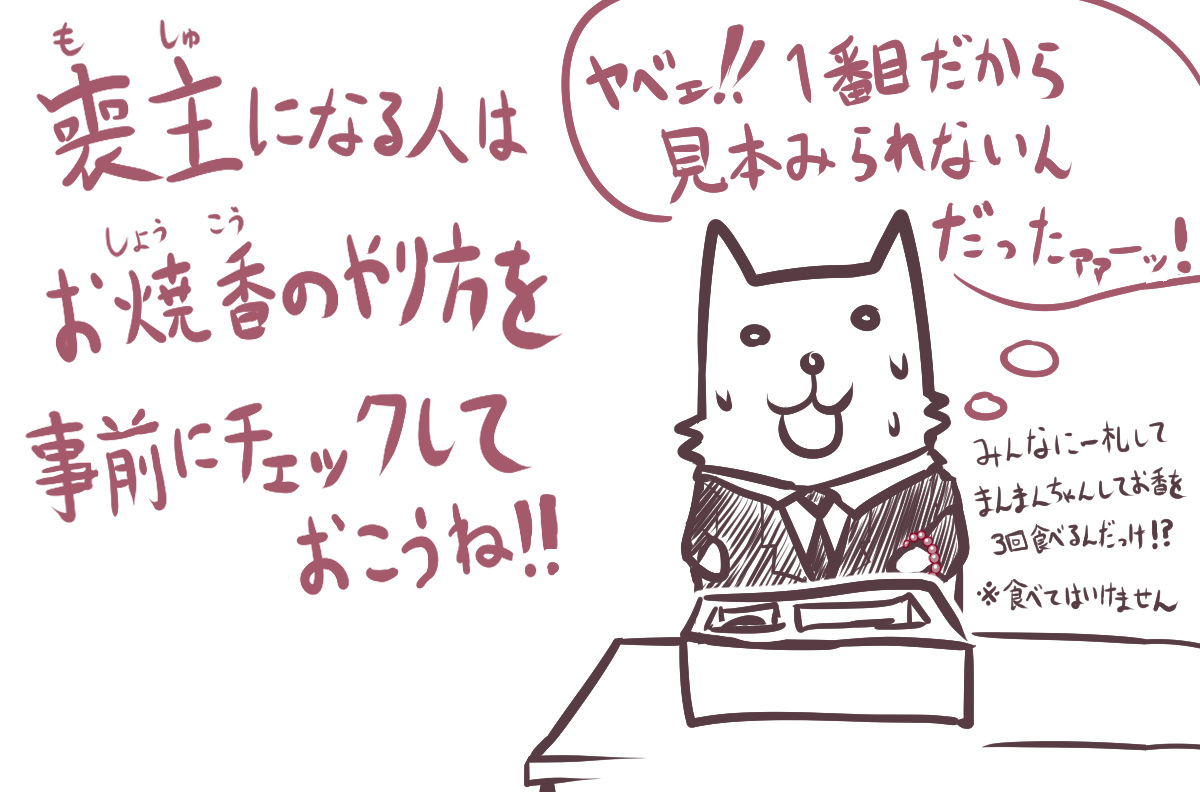 喪主になる人は
もしゅ
お焼香のやり方を
しょうこう
事前にチェックして
おこうね!!
ヤベェ!! 1番目だから
見本みられないん
だったァァーッ!
みんなに一札して
まんまんちゃんしてお香を
3回食べるんだっけ!?
※食べてはいけません